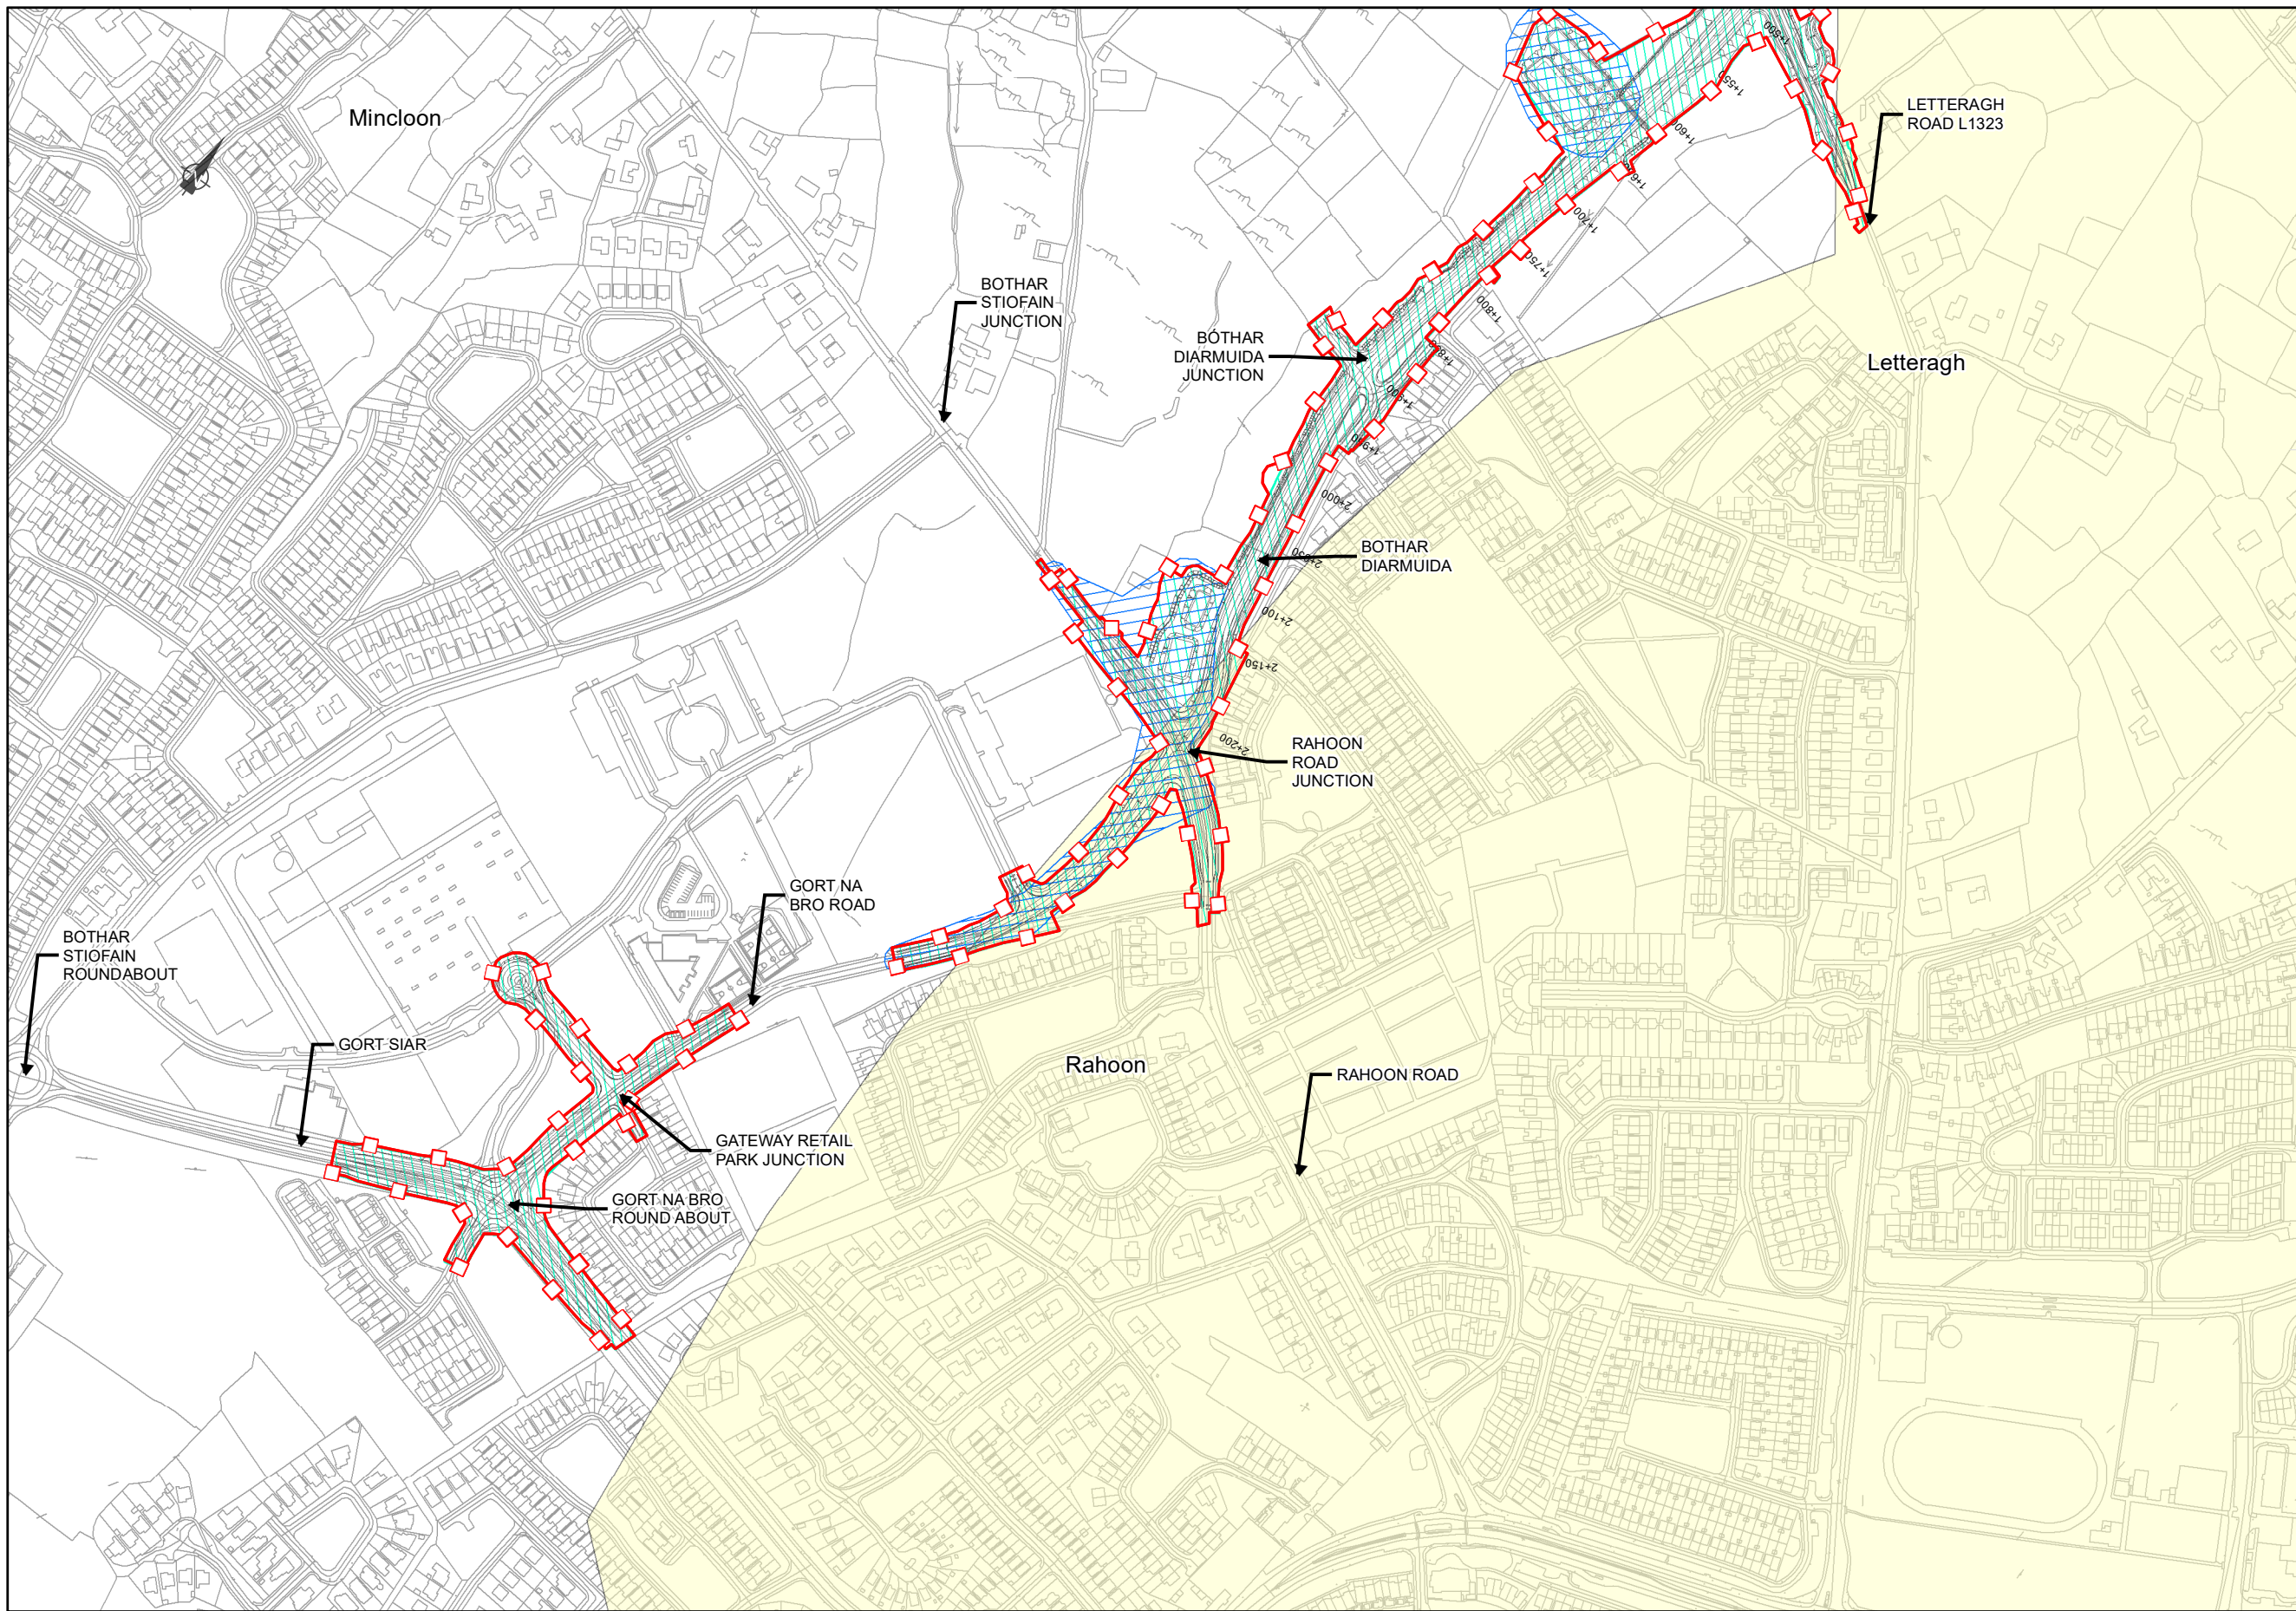 Mincloon
LETTERAGH
ROAD L1323
BOTHAR
STIOFAIN
JUNCTION
BOTHAR
DIARMUIDA
JUNCTION
Letteragh
BOTHAR
DIARMUIDA
RAHOON
ROAD
JUNCTION
GORT NA
BRO ROAD
BOTHAR
STIOFAIN
ROUNDABOUT
GORT SIAR
Rahoon
RAHOON ROAD
GATEWAY RETAIL
PARK JUNCTION
GORT NA BRO
ROUND ABOUT
1+500
1+550
1+600
1+700
1+750
1+800
1+850
1+900
1+950
2+000
2+050
2+100
2+150
2+200